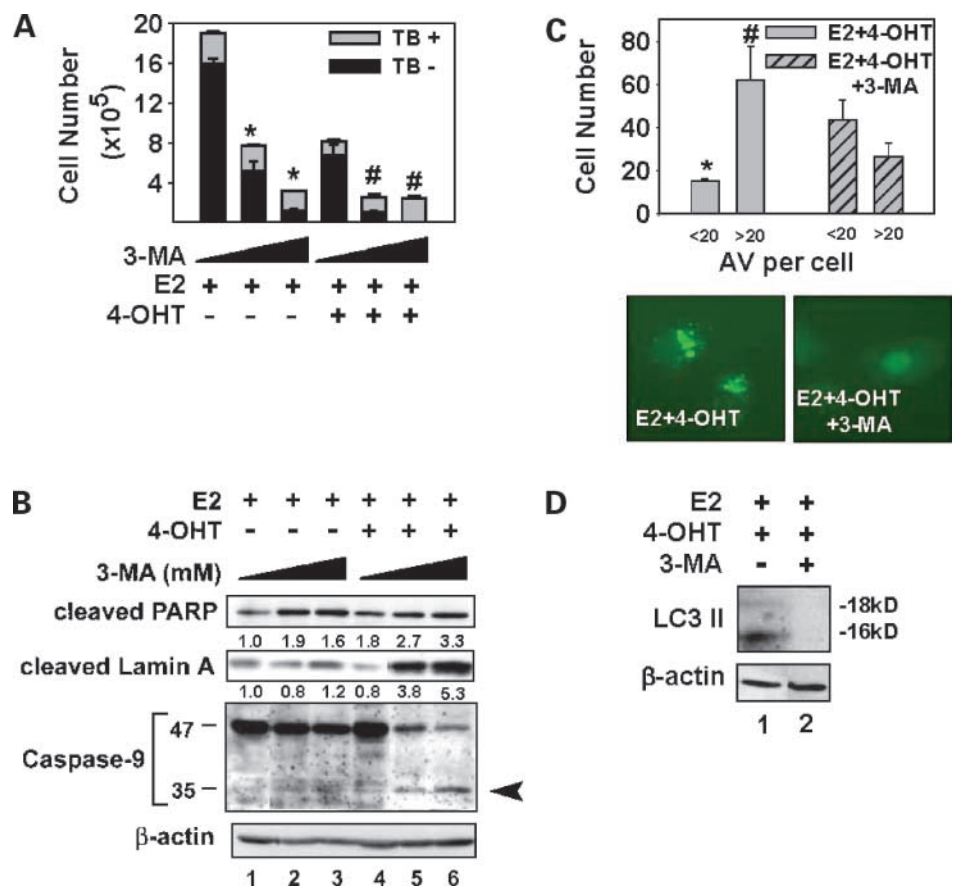 A
20
16
12
8
4
Cell Number
(x10⁵)
TB +
TB -
* * # #
3-MA
E2 + + + + + +
4-OHT - - - + + +
C
80
60
40
20
0
Cell Number
E2+4-OHT
E2+4-OHT
+3-MA
* #
<20 >20 <20 >20
AV per cell
E2+4-OHT
E2+4-OHT
+3-MA
B
E2 + + + + + +
4-OHT - - - + + +
3-MA (mM)
cleaved PARP
1.0 1.9 1.6 1.8 2.7 3.3
cleaved Lamin A
1.0 0.8 1.2 0.8 3.8 5.3
Caspase-9
47 –
35 –
β-actin
1 2 3 4 5 6
D
E2 + +
4-OHT + +
3-MA - +
LC3 II
-18kD
-16kD
β-actin
1 2